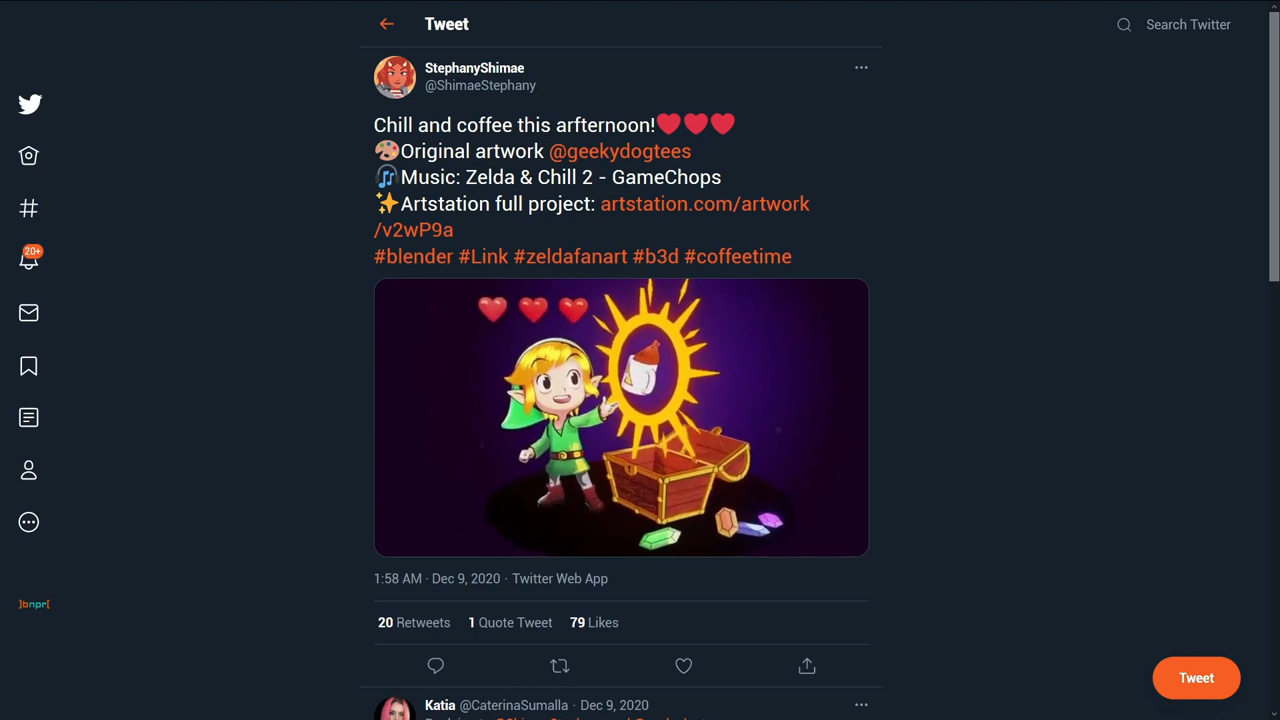 Tweet
Search Twitter
StephanyShimae
@ShimaeStephany
Chill and coffee this arfternoon!
Original artwork @geekydogtees
Music: Zelda & Chill 2 - GameChops
Artstation full project: artstation.com/artwork
/v2wP9a
#blender #Link #zeldafanart #b3d #coffeetime
20+
1:58 AM · Dec 9, 2020 · Twitter Web App
20 Retweets 1 Quote Tweet 79 Likes
]bnpr[
Tweet
Katia @CaterinaSumalla · Dec 9, 2020